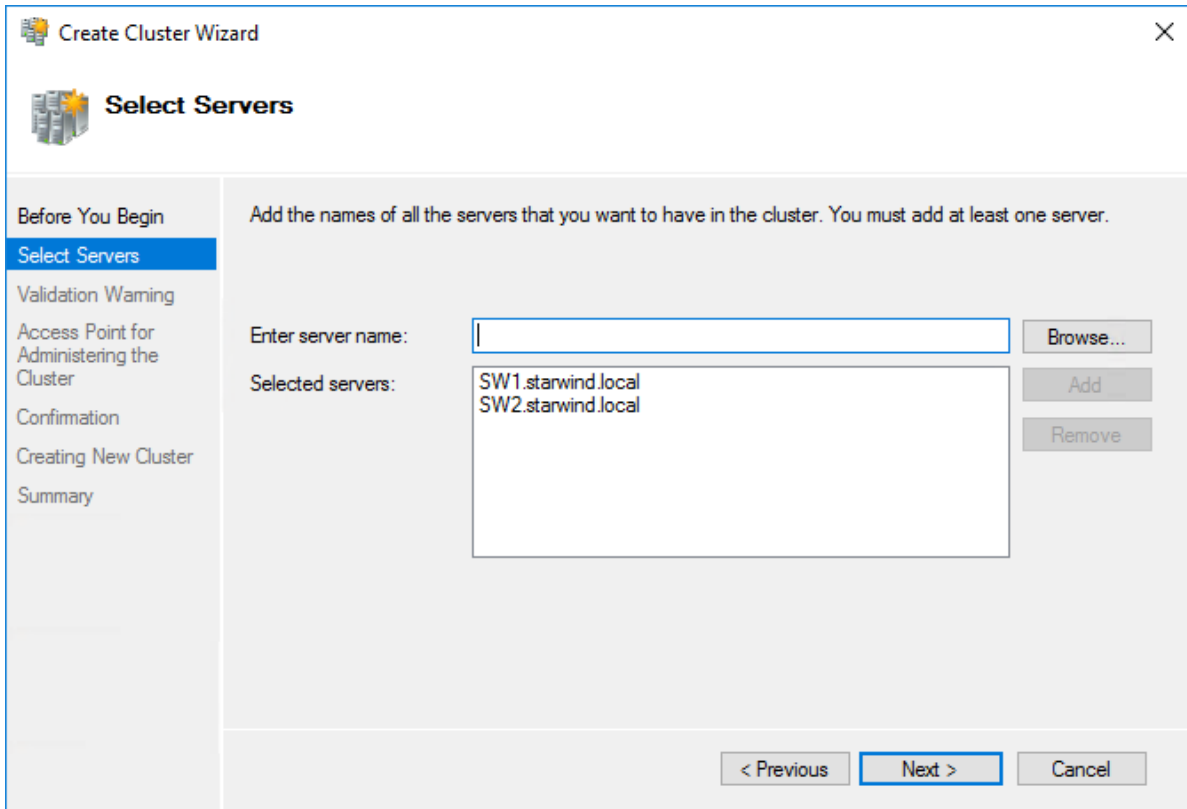 Create Cluster Wizard
Select Servers
Before You Begin
Select Servers
Validation Warning
Access Point for
Administering the
Cluster
Confirmation
Creating New Cluster
Summary
Add the names of all the servers that you want to have in the cluster. You must add at least one server.
Enter server name:
Browse...
Selected servers:
SW1.starwind.local
SW2.starwind.local
Add
Remove
< Previous
Next >
Cancel